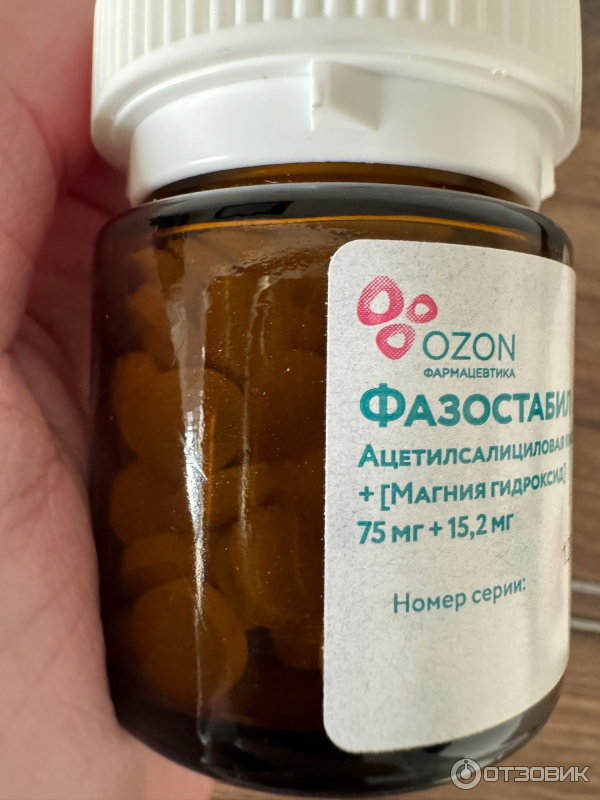 OZON
ФАРМАЦЕВТИКА
ФАЗОСТАБИЛ
АЦЕТИЛСАЛИЦИЛОВАЯ
+ [МАГНИЯ ГИДРОКСИД]
75 МГ + 15,2 МГ
Номер серии:
ОТЗОВИК